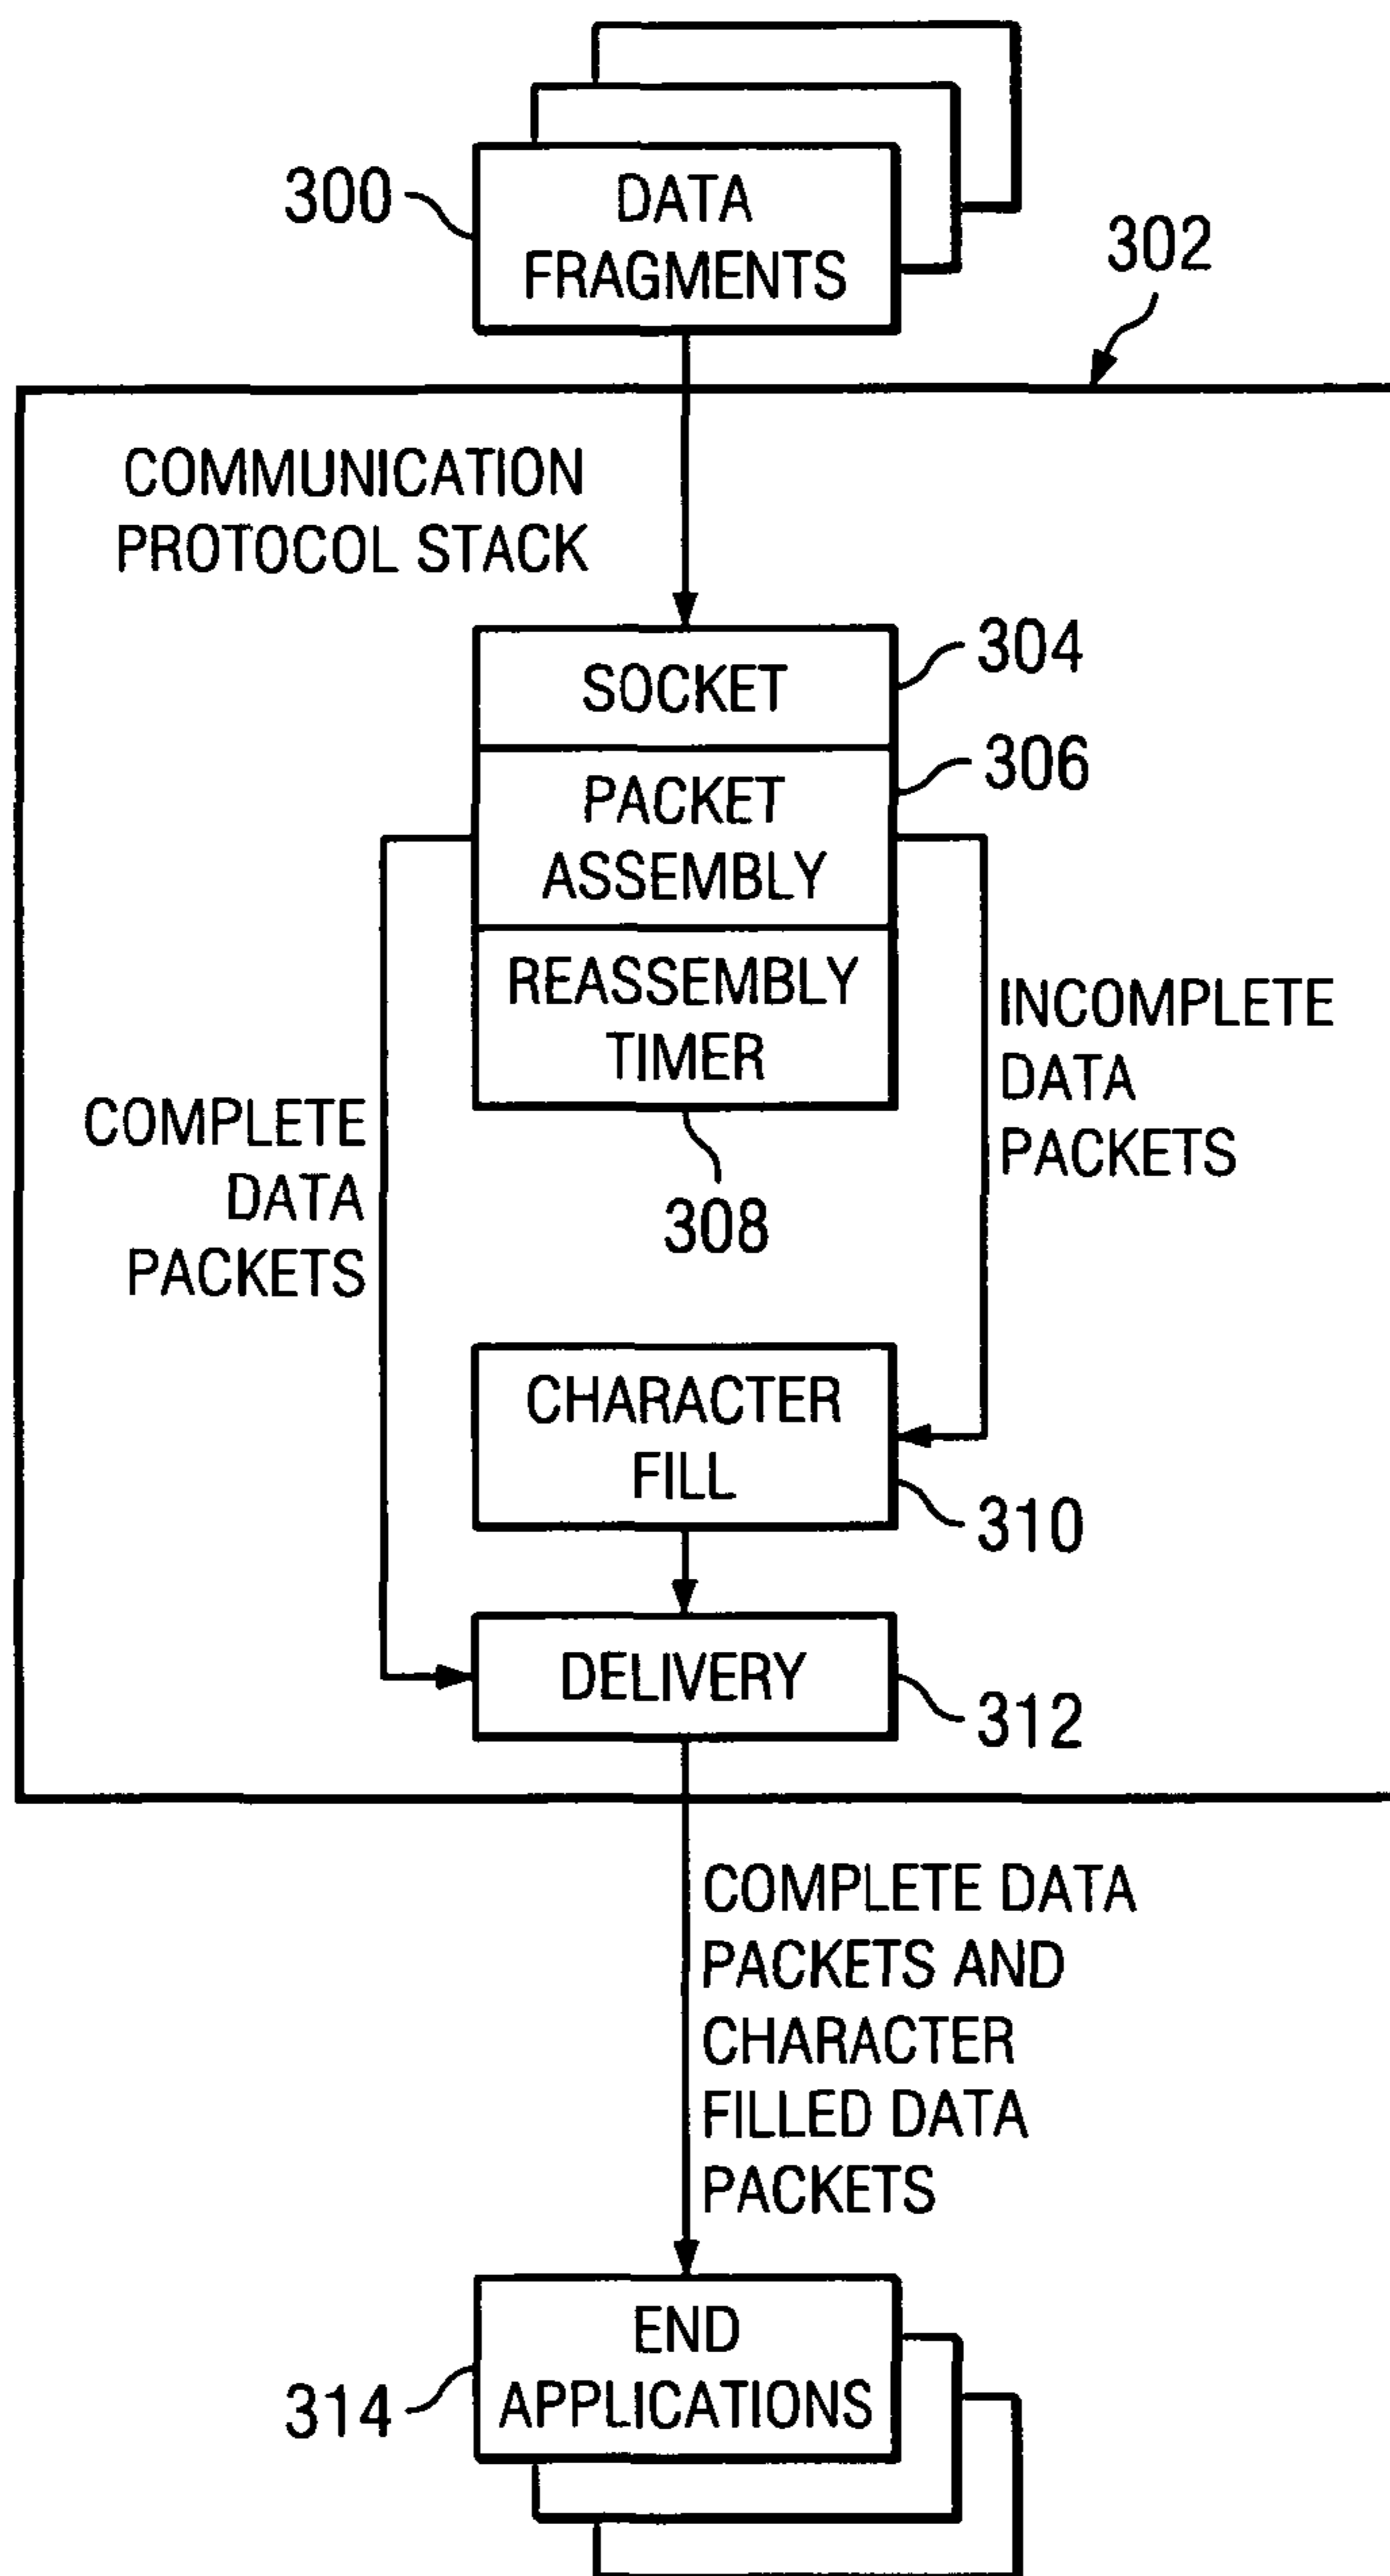 300
DATA
FRAGMENTS
302
COMMUNICATION
PROTOCOL STACK
SOCKET
304
PACKET
ASSEMBLY
306
REASSEMBLY
TIMER
308
INCOMPLETE
DATA
PACKETS
COMPLETE
DATA
PACKETS
CHARACTER
FILL
310
DELIVERY
312
COMPLETE DATA
PACKETS AND
CHARACTER
FILLED DATA
PACKETS
END
APPLICATIONS
314